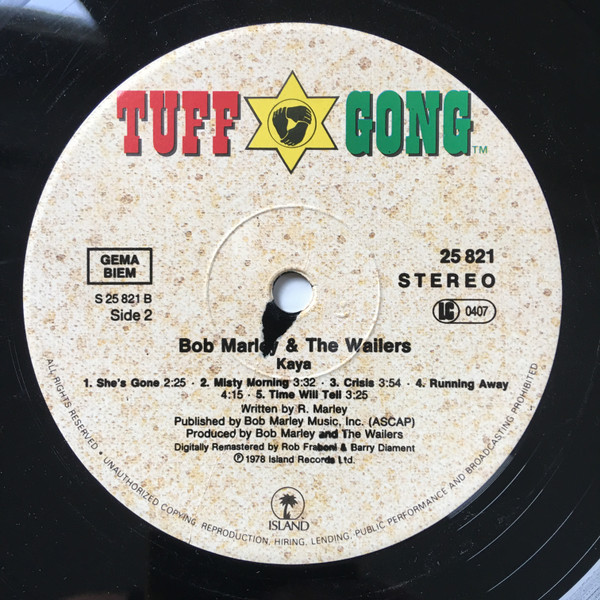 TUFF GONG TM
GEMA
BIEM
25 821
STEREO
S 25 821 B
Side 2
LC 0407
Bob Marley & The Wailers
Kaya
1. She's Gone 2:25 · 2. Misty Morning 3:32 · 3. Crisis 3:54 · 4. Running Away
4:15 · 5. Time Will Tell 3:25
Written by R. Marley
Published by Bob Marley Music, Inc. (ASCAP)
Produced by Bob Marley and The Wailers
Digitally Remastered by Rob Fraboni & Barry Diament
℗ 1978 Island Records Ltd.
ISLAND
ALL RIGHTS RESERVED · UNAUTHORIZED COPYING, REPRODUCTION, HIRING, LENDING, PUBLIC PERFORMANCE AND BROADCASTING PROHIBITED